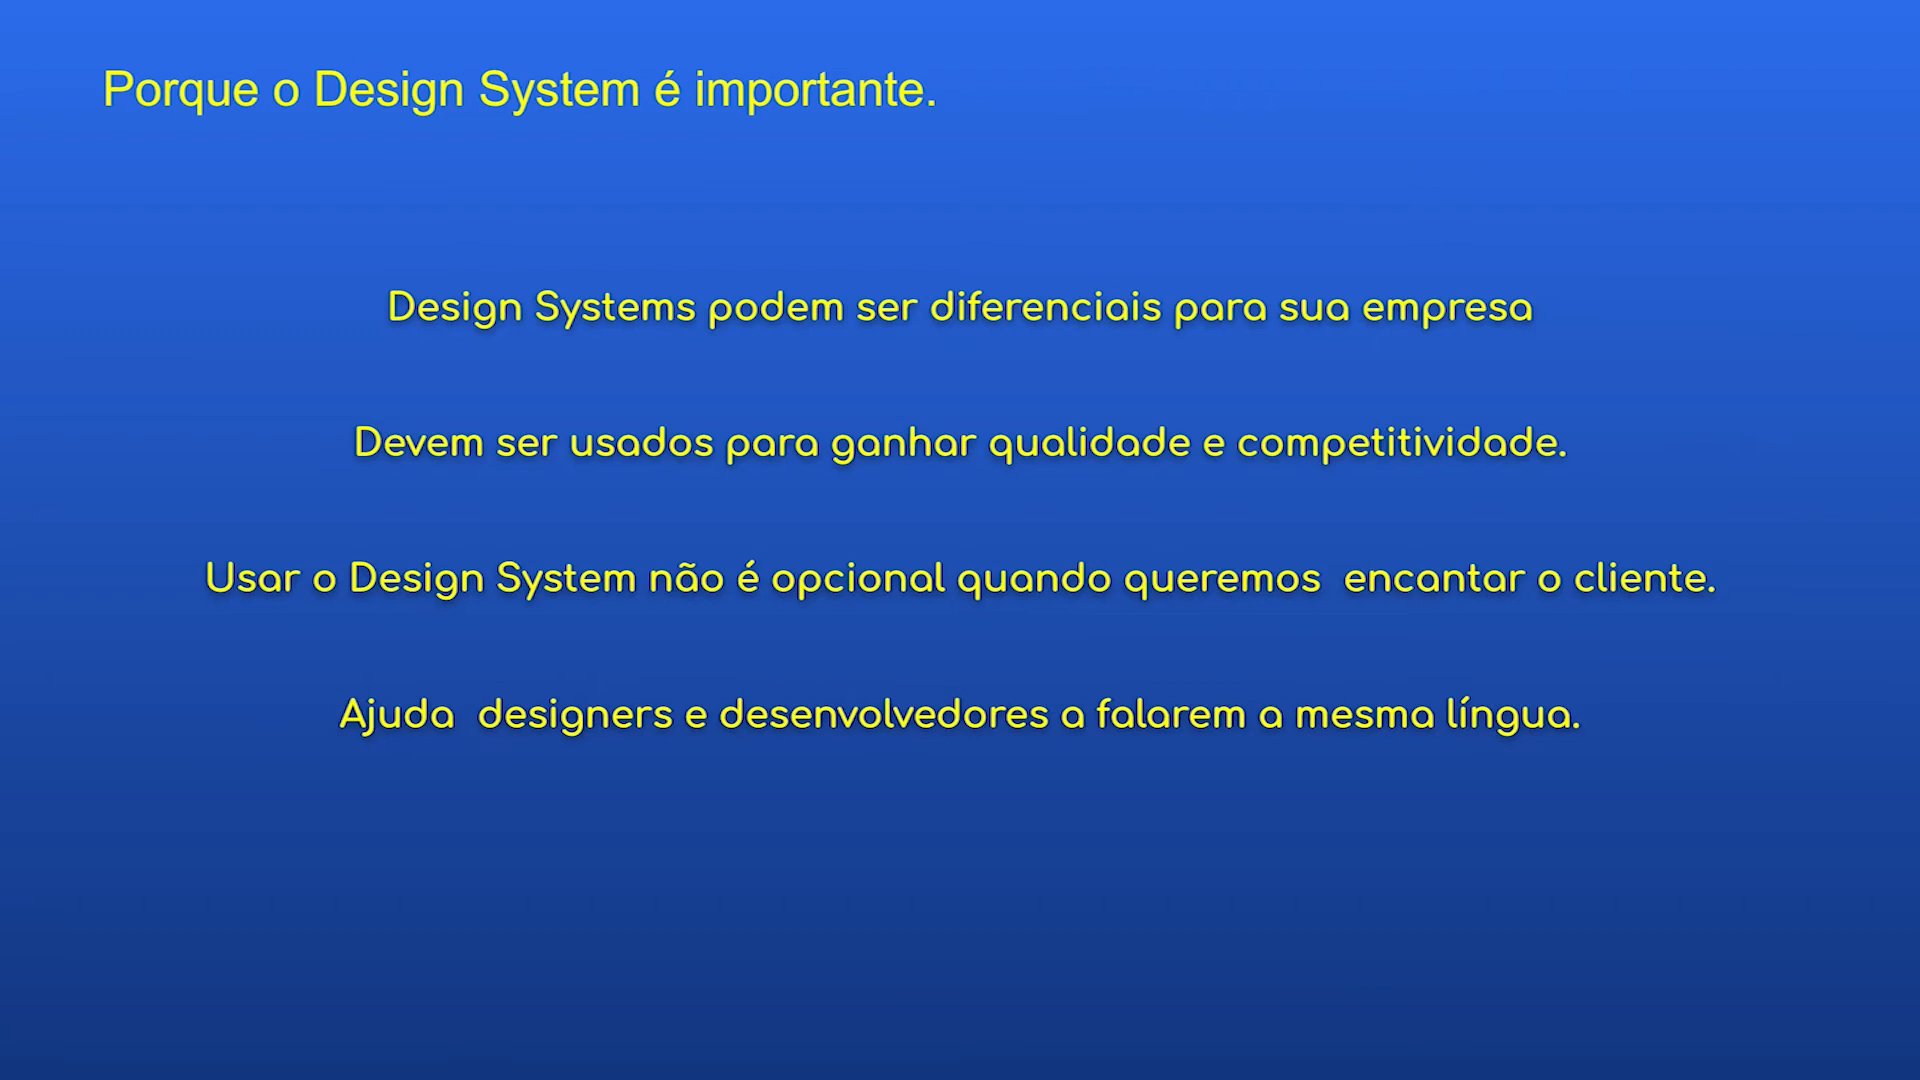 Porque o Design System é importante.
Design Systems podem ser diferenciais para sua empresa
Devem ser usados para ganhar qualidade e competitividade.
Usar o Design System não é opcional quando queremos  encantar o cliente.
Ajuda  designers e desenvolvedores a falarem a mesma língua.